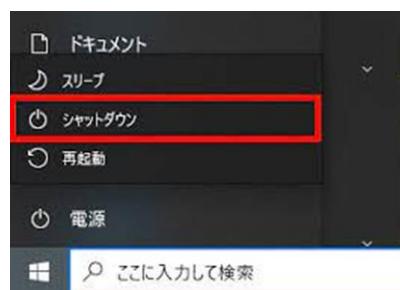 ドキュメント
スリープ
シャットダウン
再起動
電源
ここに入力して検索